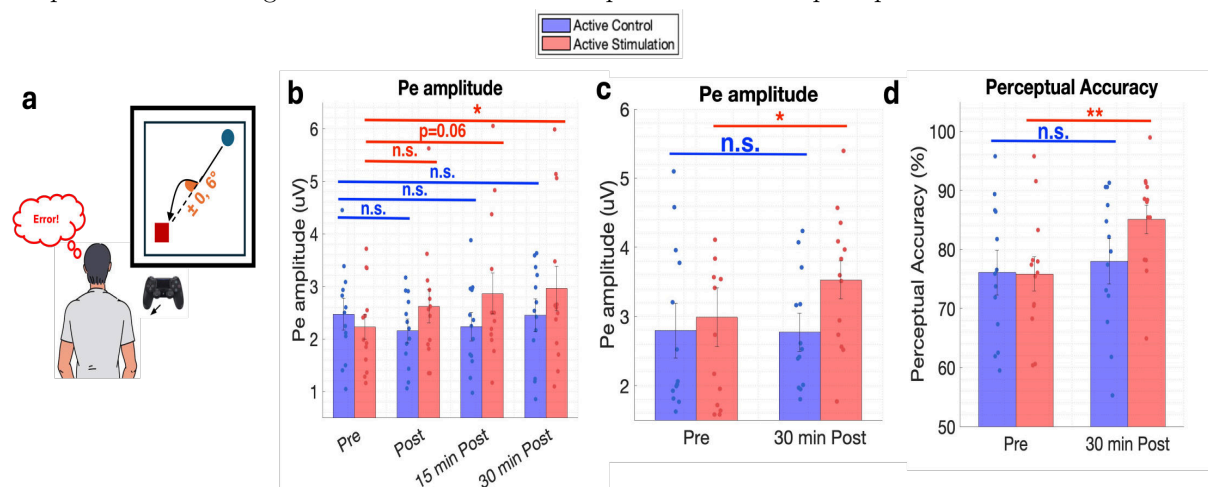 Active Control
Active Stimulation
a
Error!
± 0, 6°
b
Pe amplitude
Pe amplitude (uV)
6
5
4
3
2
1
*
p=0.06
n.s.
n.s.
n.s.
n.s.
Pre
Post
15 min Post
30 min Post
c
Pe amplitude
Pe amplitude (uV)
6
5
4
3
2
*
n.s.
Pre
30 min Post
d
Perceptual Accuracy
Perceptual Accuracy (%)
100
90
80
70
60
50
**
n.s.
Pre
30 min Post